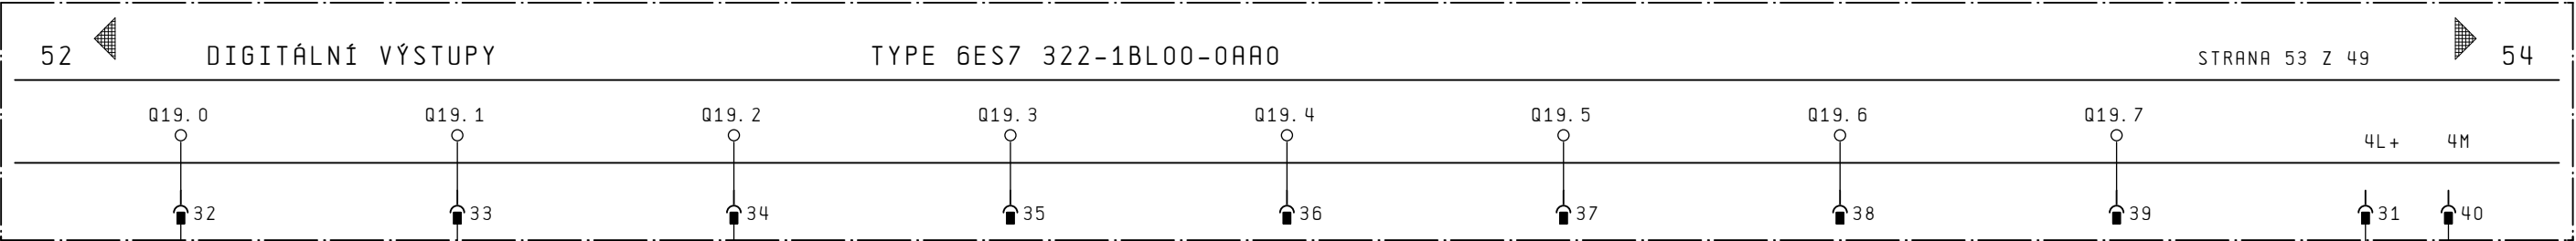 52 DIGITÁLNÍ VÝSTUPY TYPE 6ES7 322-1BL00-0AA0 STRANA 53 Z 49 54
Q19.0 Q19.1 Q19.2 Q19.3 Q19.4 Q19.5 Q19.6 Q19.7
4L+ 4M
32 33 34 35 36 37 38 39 31 40